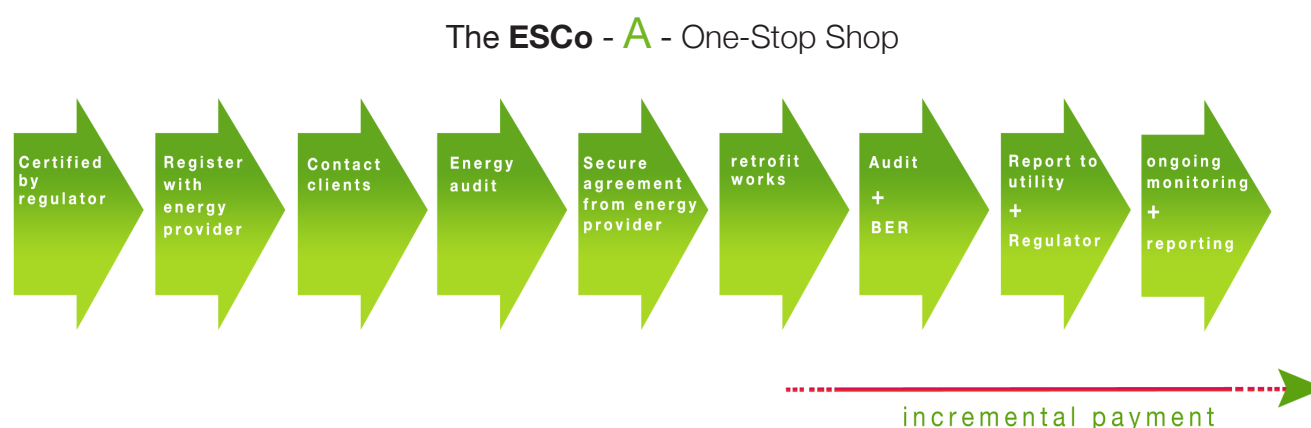 The ESCo - A - One-Stop Shop
Certified
by
regulator
Register
with
energy
provider
Contact
clients
Energy
audit
Secure
agreement
from energy
provider
retrofit
works
Audit
+
BER
Report to
utility
+
Regulator
ongoing
monitoring
+
reporting
incremental payment